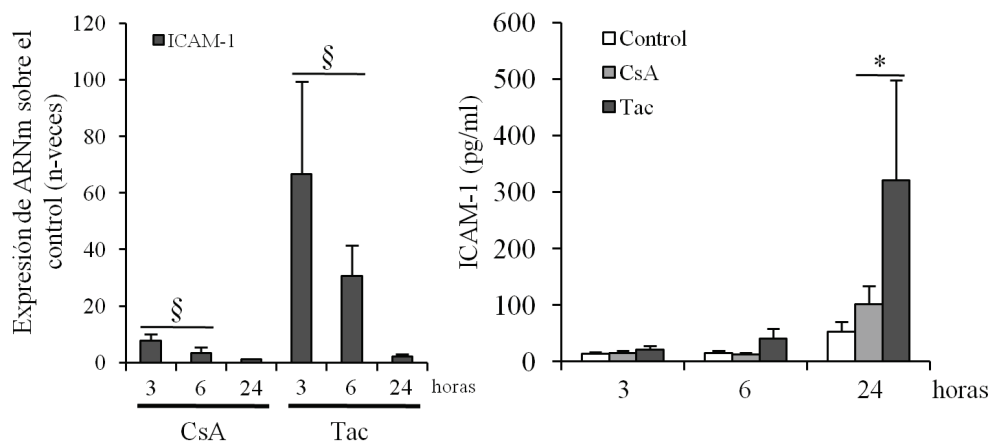 Expresión de ARNm sobre el
control (n-veces)
120
100
80
60
40
20
0
ICAM-1
§
§
3 6 24 3 6 24 horas
CsA Tac
ICAM-1 (pg/ml)
600
500
400
300
200
100
0
Control
CsA
Tac
*
3 6 24 horas